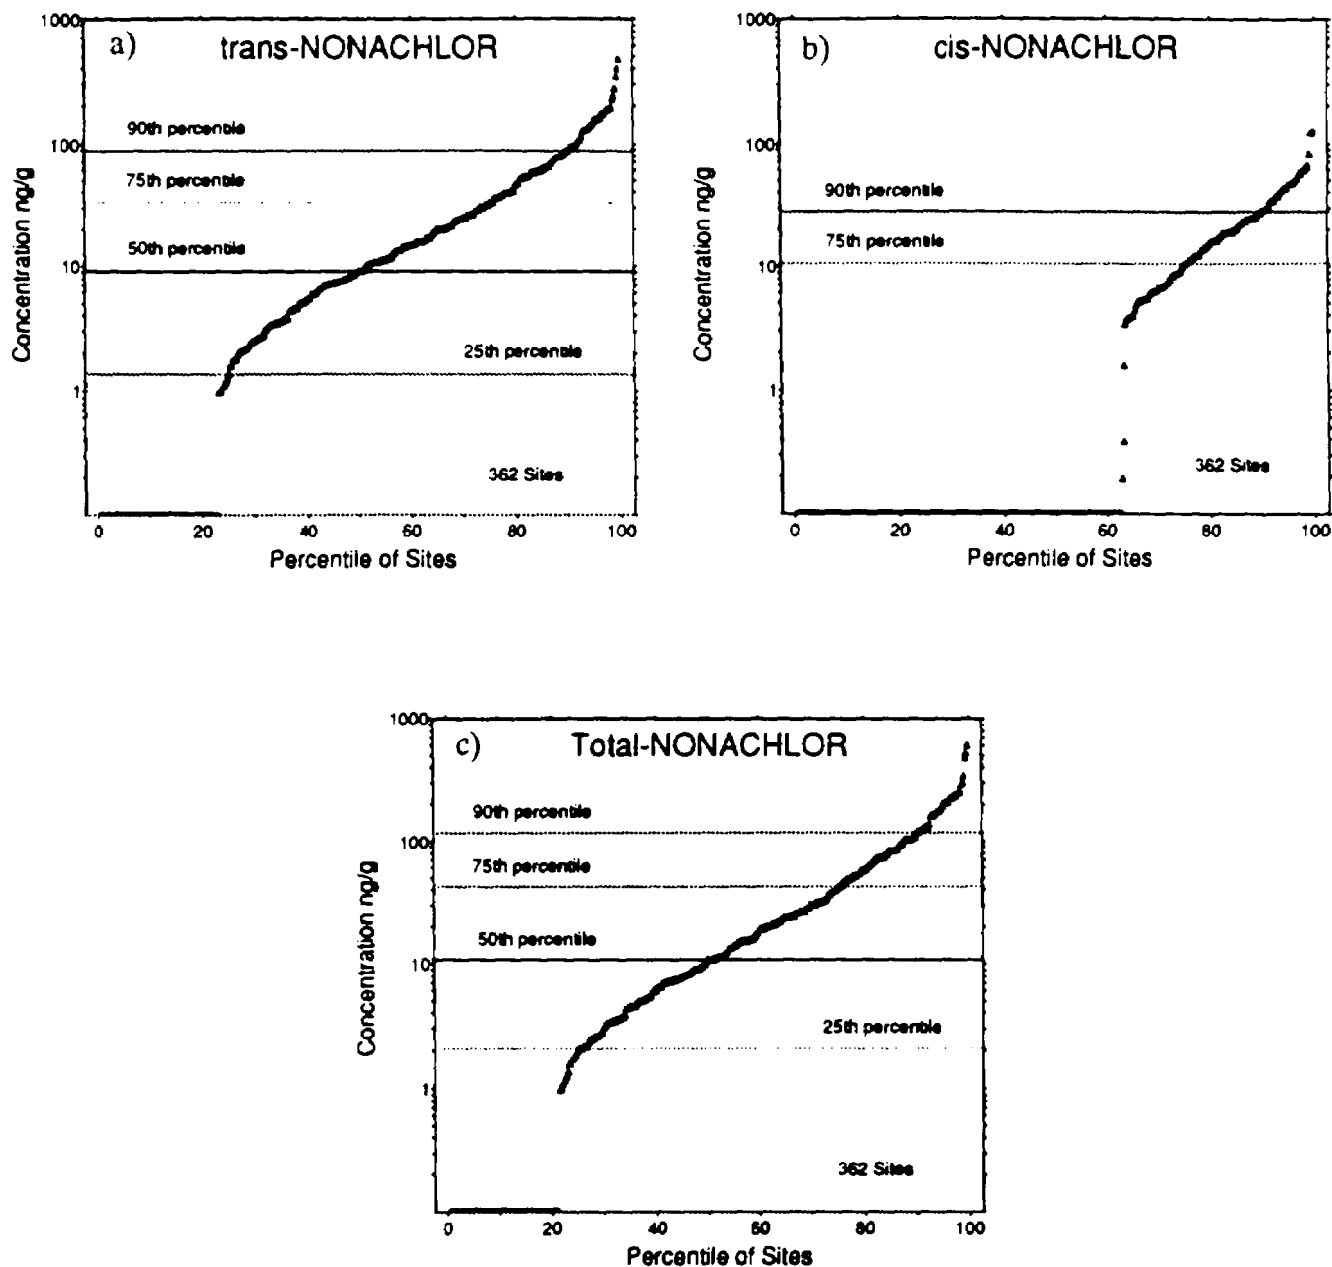 a) trans-NONACHLOR
1000
100
10
1
Concentration ng/g
90th percentile
75th percentile
50th percentile
25th percentile
362 Sites
0 20 40 60 80 100
Percentile of Sites
b) cis-NONACHLOR
1000
100
10
1
Concentration ng/g
90th percentile
75th percentile
362 Sites
0 20 40 60 80 100
Percentile of Sites
c) Total-NONACHLOR
1000
100
10
1
Concentration ng/g
90th percentile
75th percentile
50th percentile
25th percentile
362 Sites
0 20 40 60 80 100
Percentile of Sites